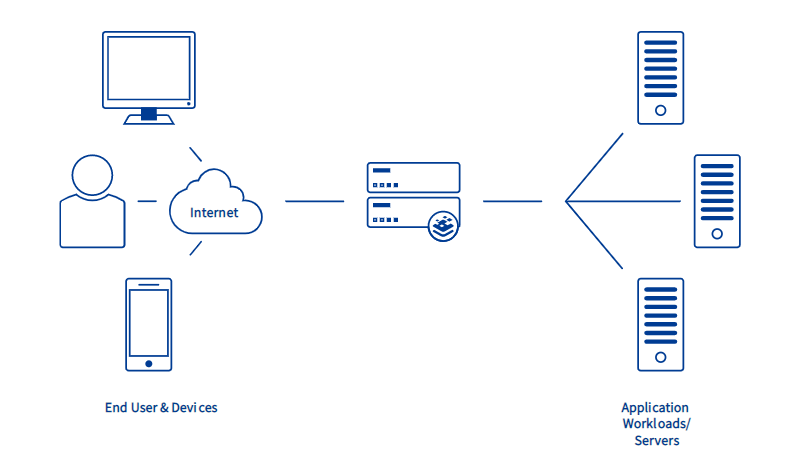 Internet
End User & Devices
Application
Workloads/
Servers